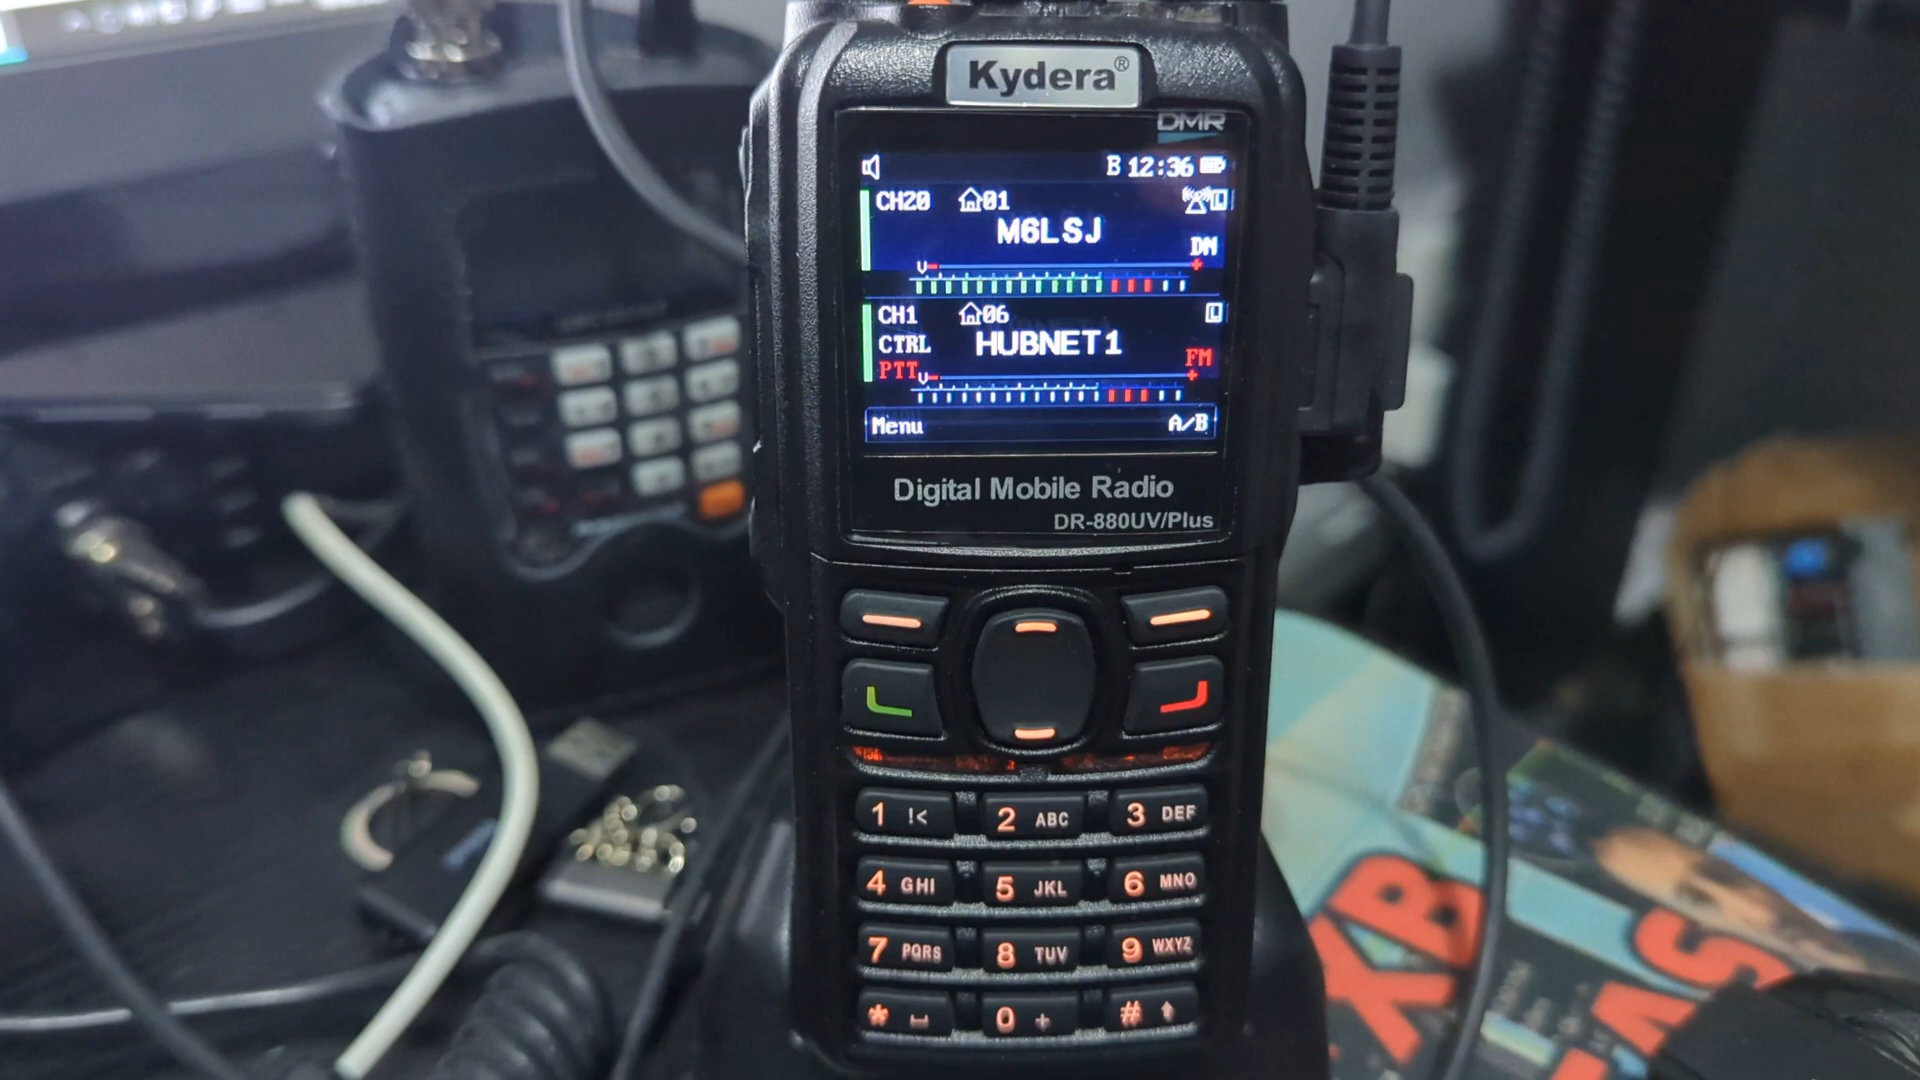 Kydera®
DMR
B 12:36
CH20 01
M6LSJ
DM
V
CH1 06
CTRL HUBNET1
PTT FM
V
Menu A/B
Digital Mobile Radio
DR-880UV/Plus
1 !< 2 ABC 3 DEF
4 GHI 5 JKL 6 MNO
7 PQRS 8 TUV 9 WXYZ
* ␣ 0 + # ⬆
XB
AS